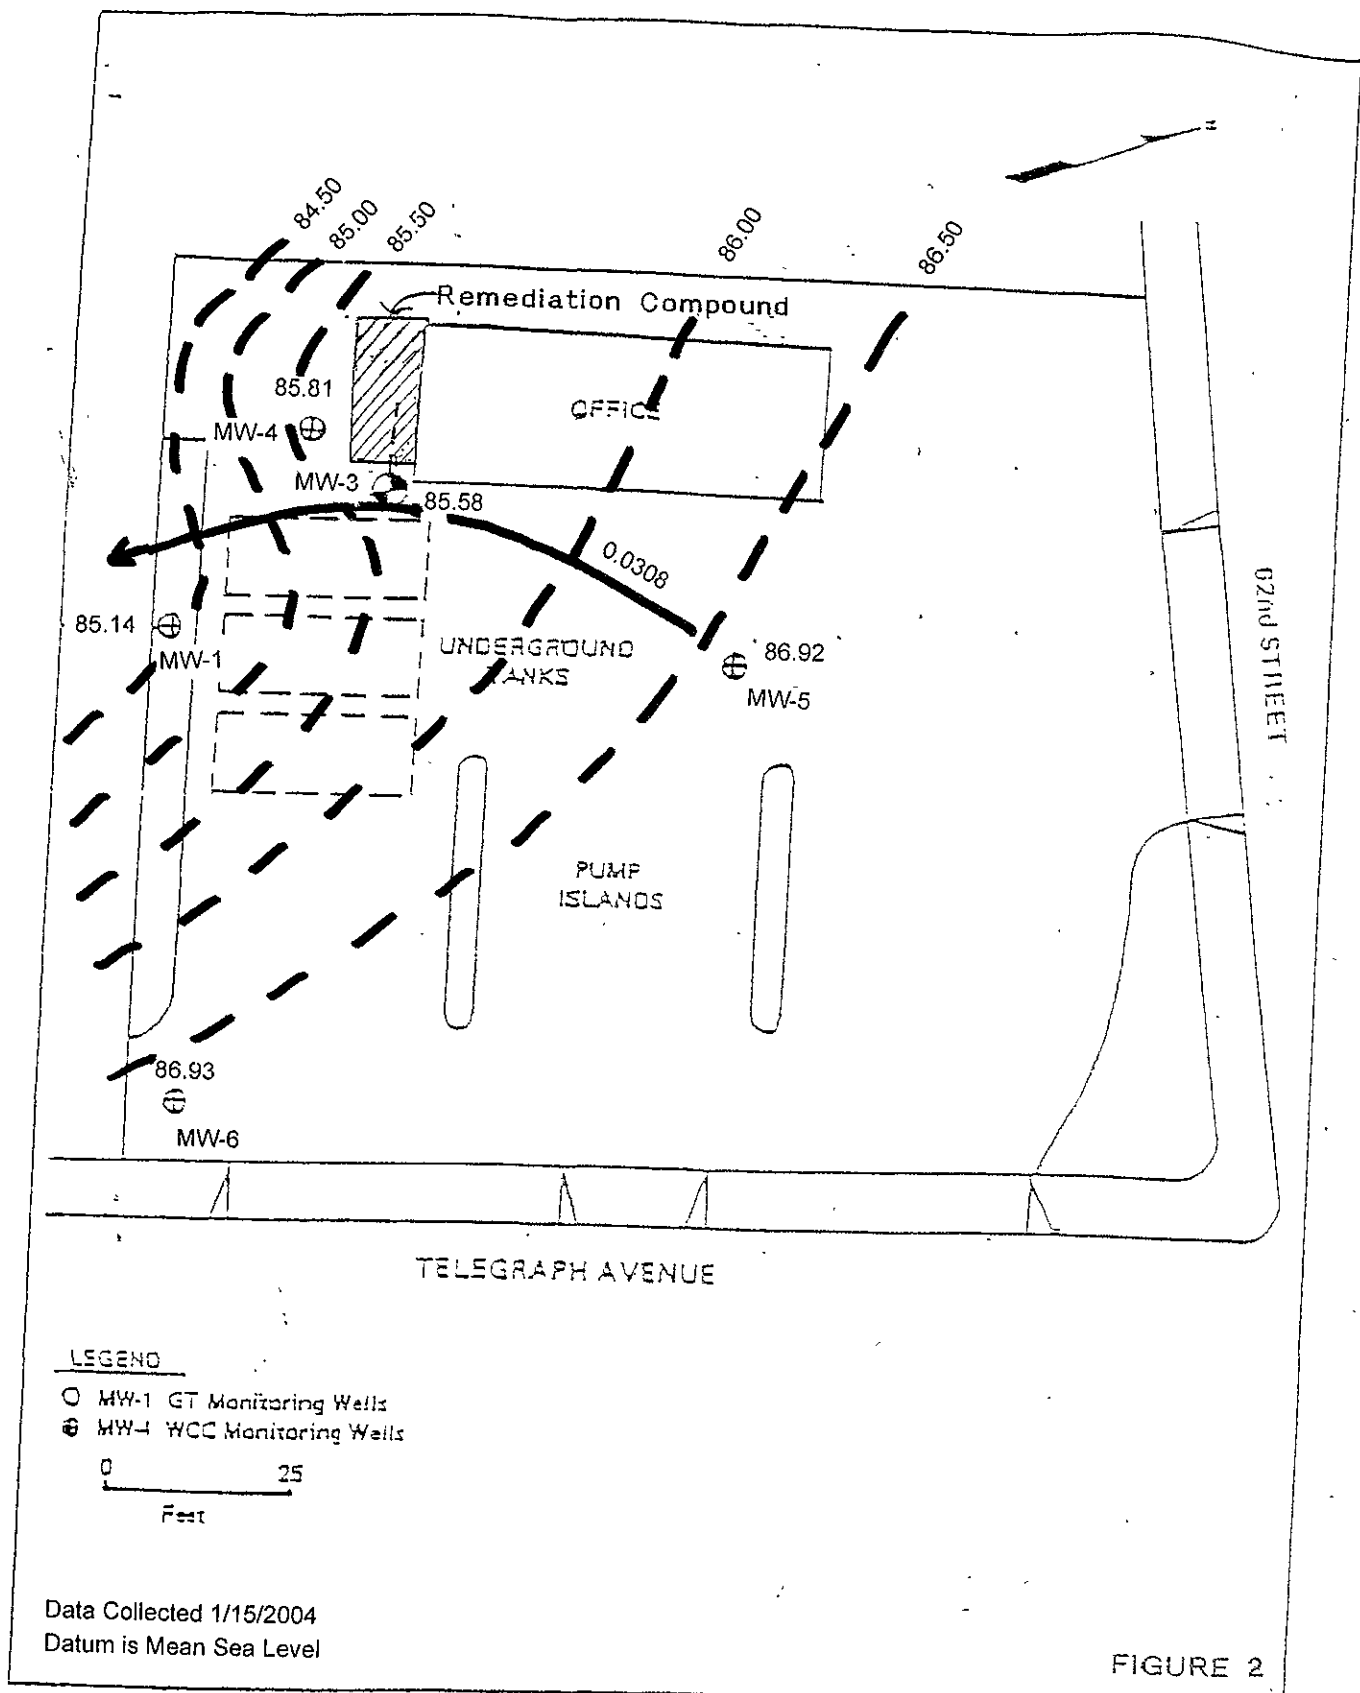 84.50
85.00
85.50
86.00
86.50
Remediation Compound
85.81
OFFICE
MW-4
MW-3
85.58
0.0308
62nd STREET
85.14
MW-1
UNDERGROUND
TANKS
86.92
MW-5
PUMP
ISLANDS
86.93
MW-6
TELEGRAPH AVENUE
LEGEND
MW-1 GT Monitoring Wells
MW-4 WCC Monitoring Wells
0 25
Feet
Data Collected 1/15/2004
Datum is Mean Sea Level
FIGURE 2